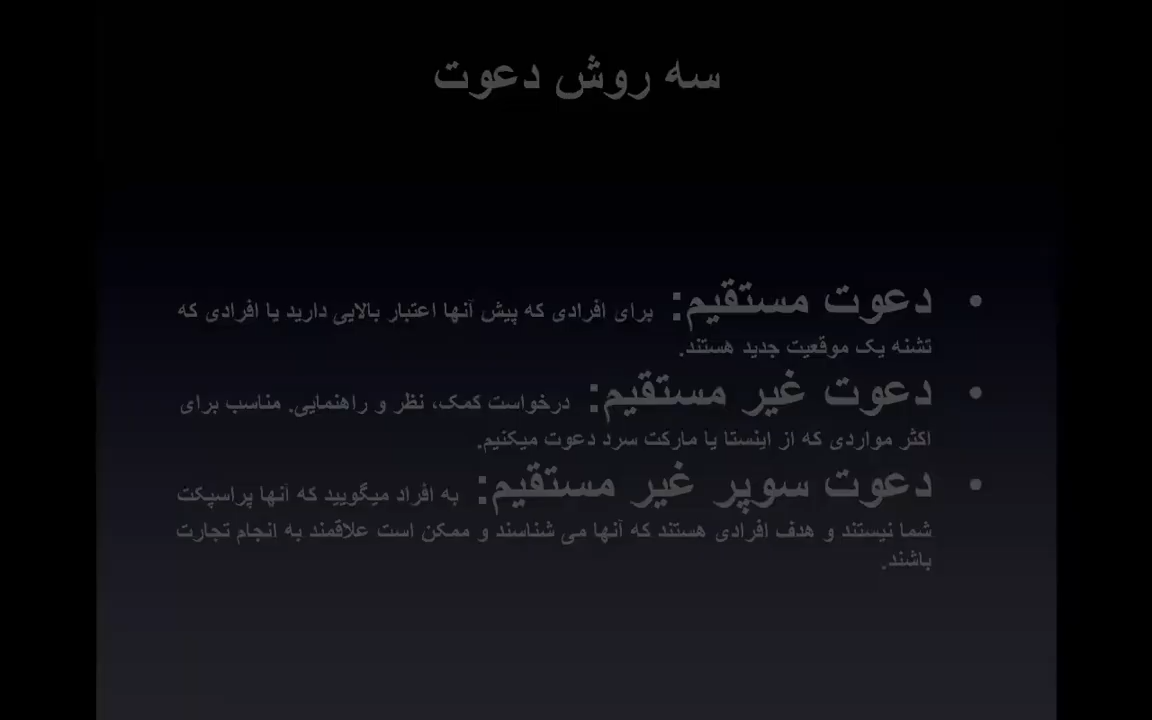 سه روش دعوت
• دعوت مستقیم: برای افرادی که پیش آنها اعتبار بالایی دارید یا افرادی که
تشنه یک موقعیت جدید هستند.
• دعوت غیر مستقیم: درخواست کمک، نظر و راهنمایی. مناسب برای
اکثر مواردی که از اینستا یا مارکت سرد دعوت میکنیم.
• دعوت سوپر غیر مستقیم: به افراد میگویید که آنها پراسپکت
شما نیستند و هدف افرادی هستند که آنها می شناسند و ممکن است علاقمند به انجام تجارت
باشند.